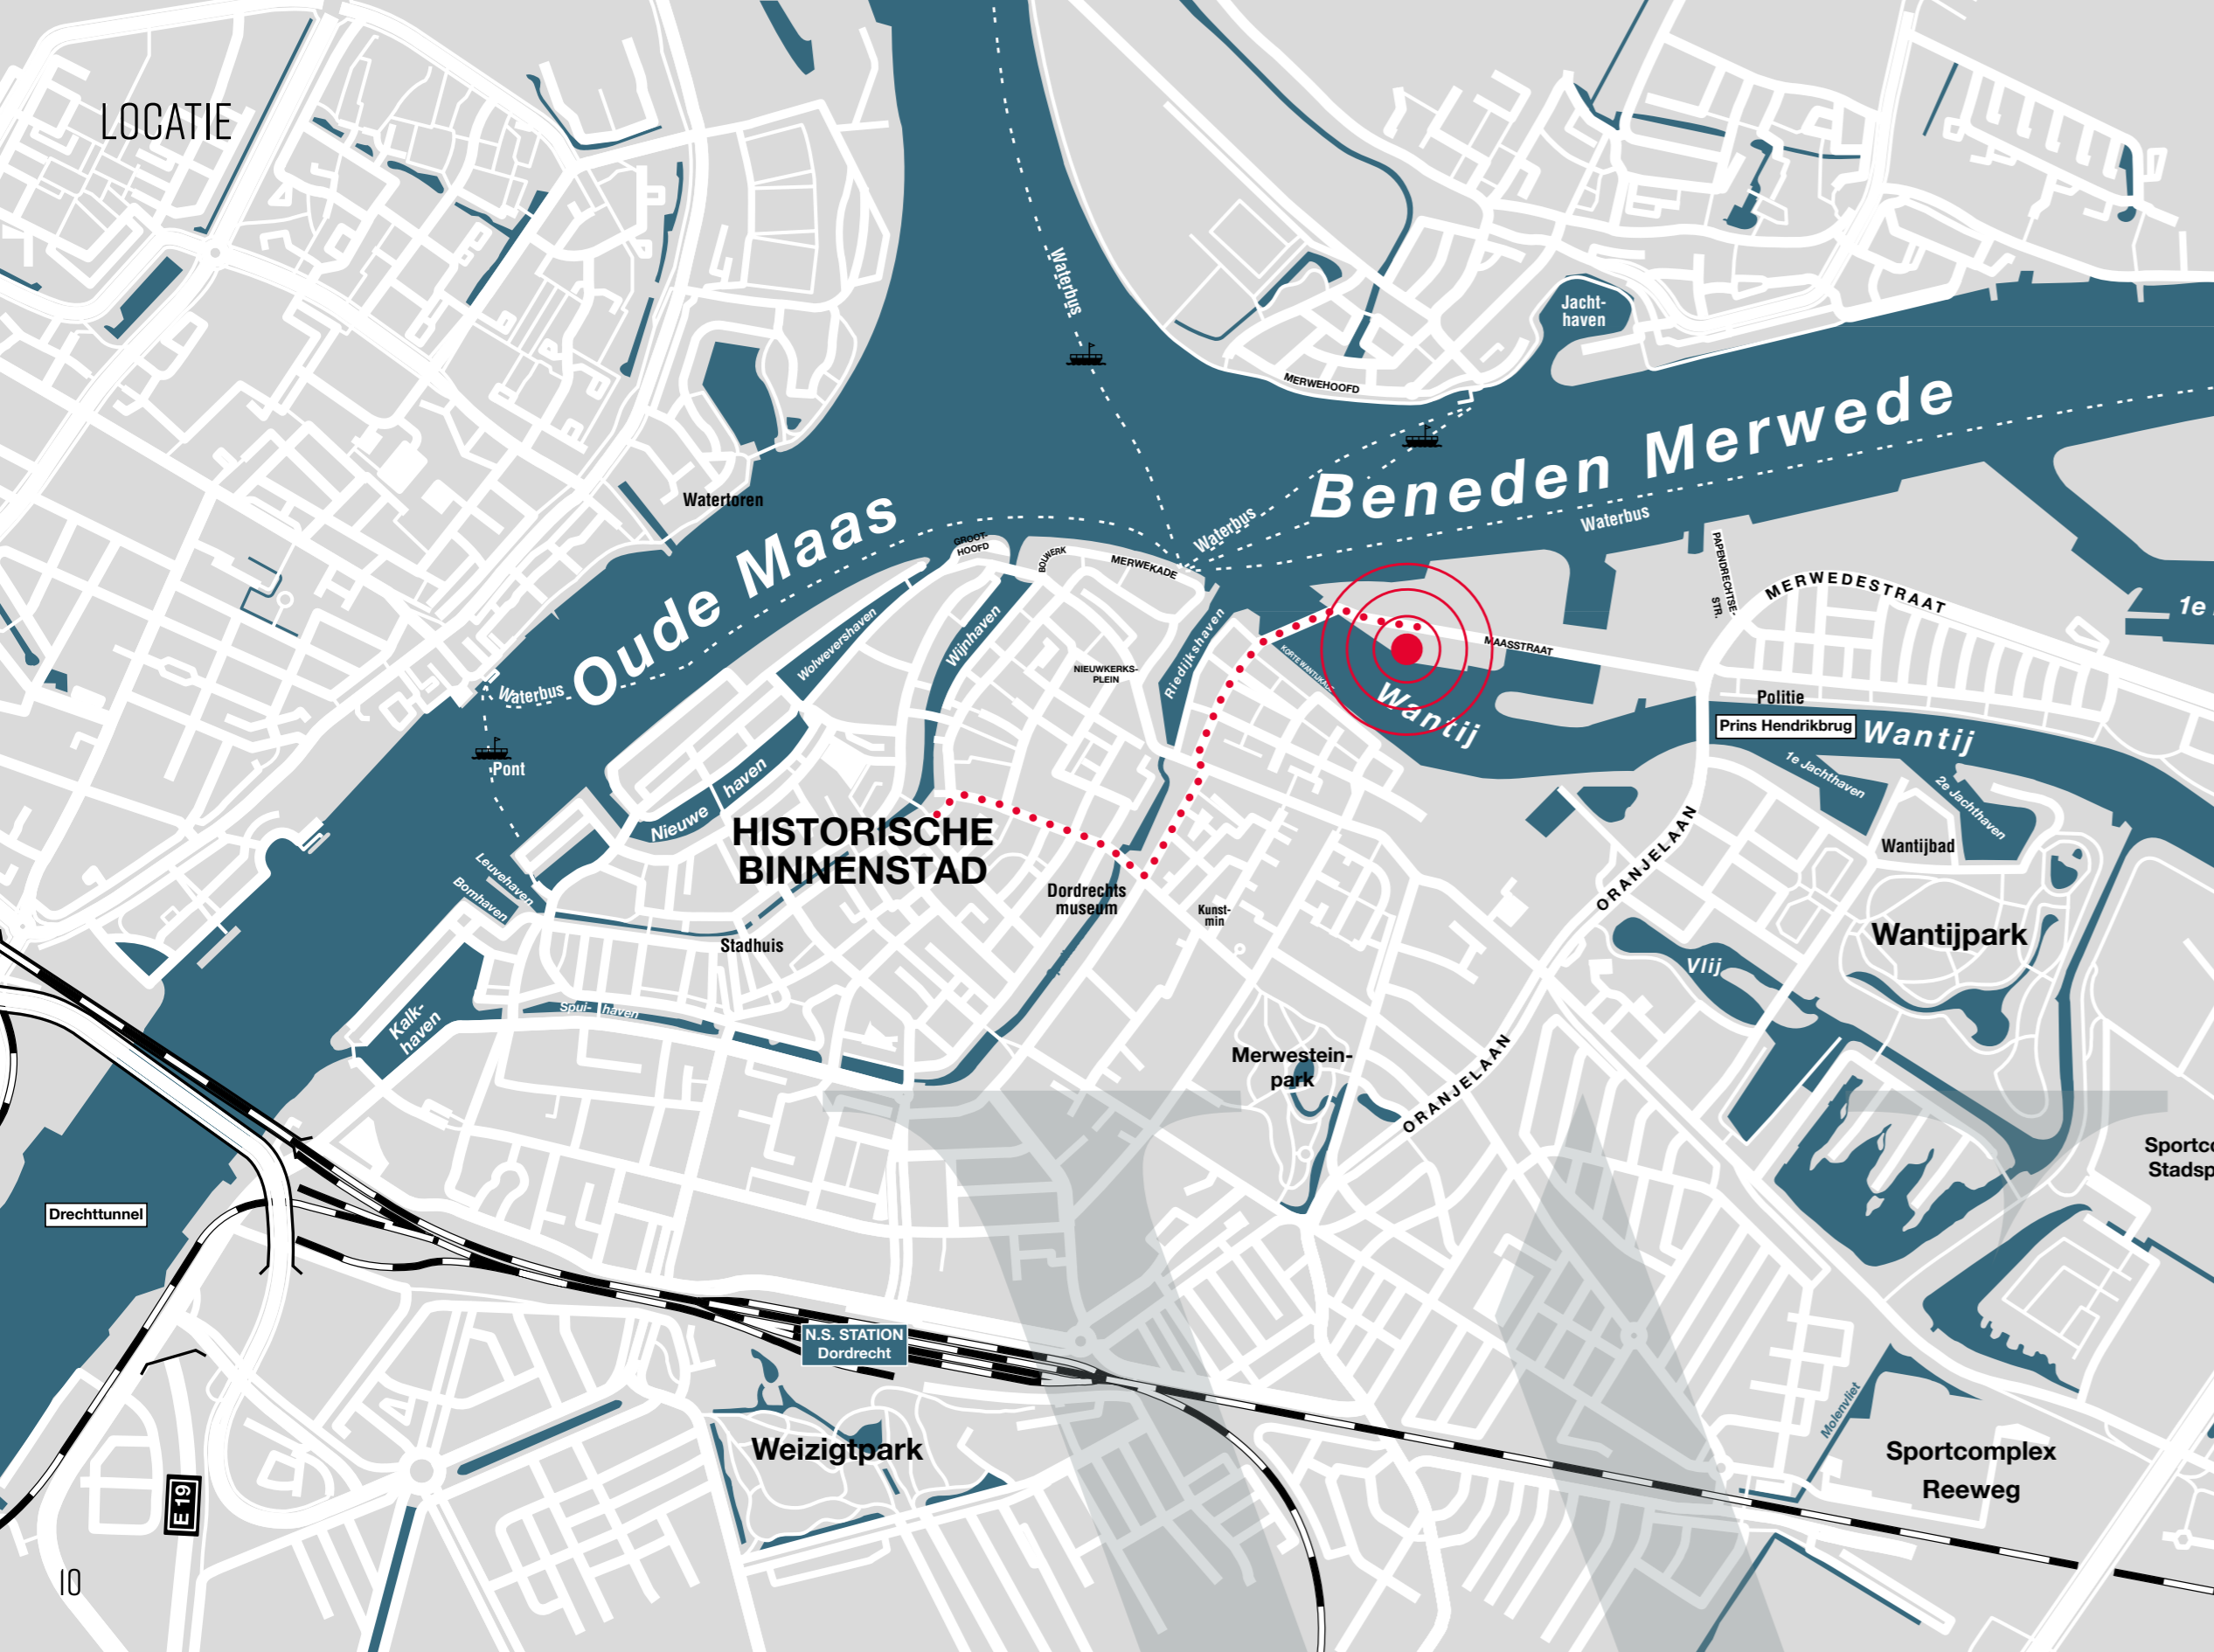 LOCATIE
Waterbus
Jacht-
haven
MERWEHOOFD
Beneden Merwede
Watertoren
Oude Maas
Waterbus
Waterbus
GROOT-
HOOFD
BOLWERK
MERWEKADE
PAPENDRECHTSE-
STR.
MERWEDESTRAAT
1e
Wolwevershaven
Wijnhaven
Riedijkshaven
NIEUWKERKS-
PLEIN
KORTE WANTIJKADE
MAASSTRAAT
Wantij
Politie
Prins Hendrikbrug
Wantij
Waterbus
Pont
1e Jachthaven
2e Jachthaven
Nieuwe haven
HISTORISCHE
BINNENSTAD
ORANJELAAN
Wantijbad
Leuvehaven
Bomhaven
Dordrechts
museum
Kunst-
min
Stadhuis
Wantijpark
Vlij
Kalk-
haven
Spui- haven
Merwestein-
park
ORANJELAAN
Sportco
Stadsp
Drechttunnel
N.S. STATION
Dordrecht
Weizigtpark
Molenvliet
Sportcomplex
Reeweg
E 19
10